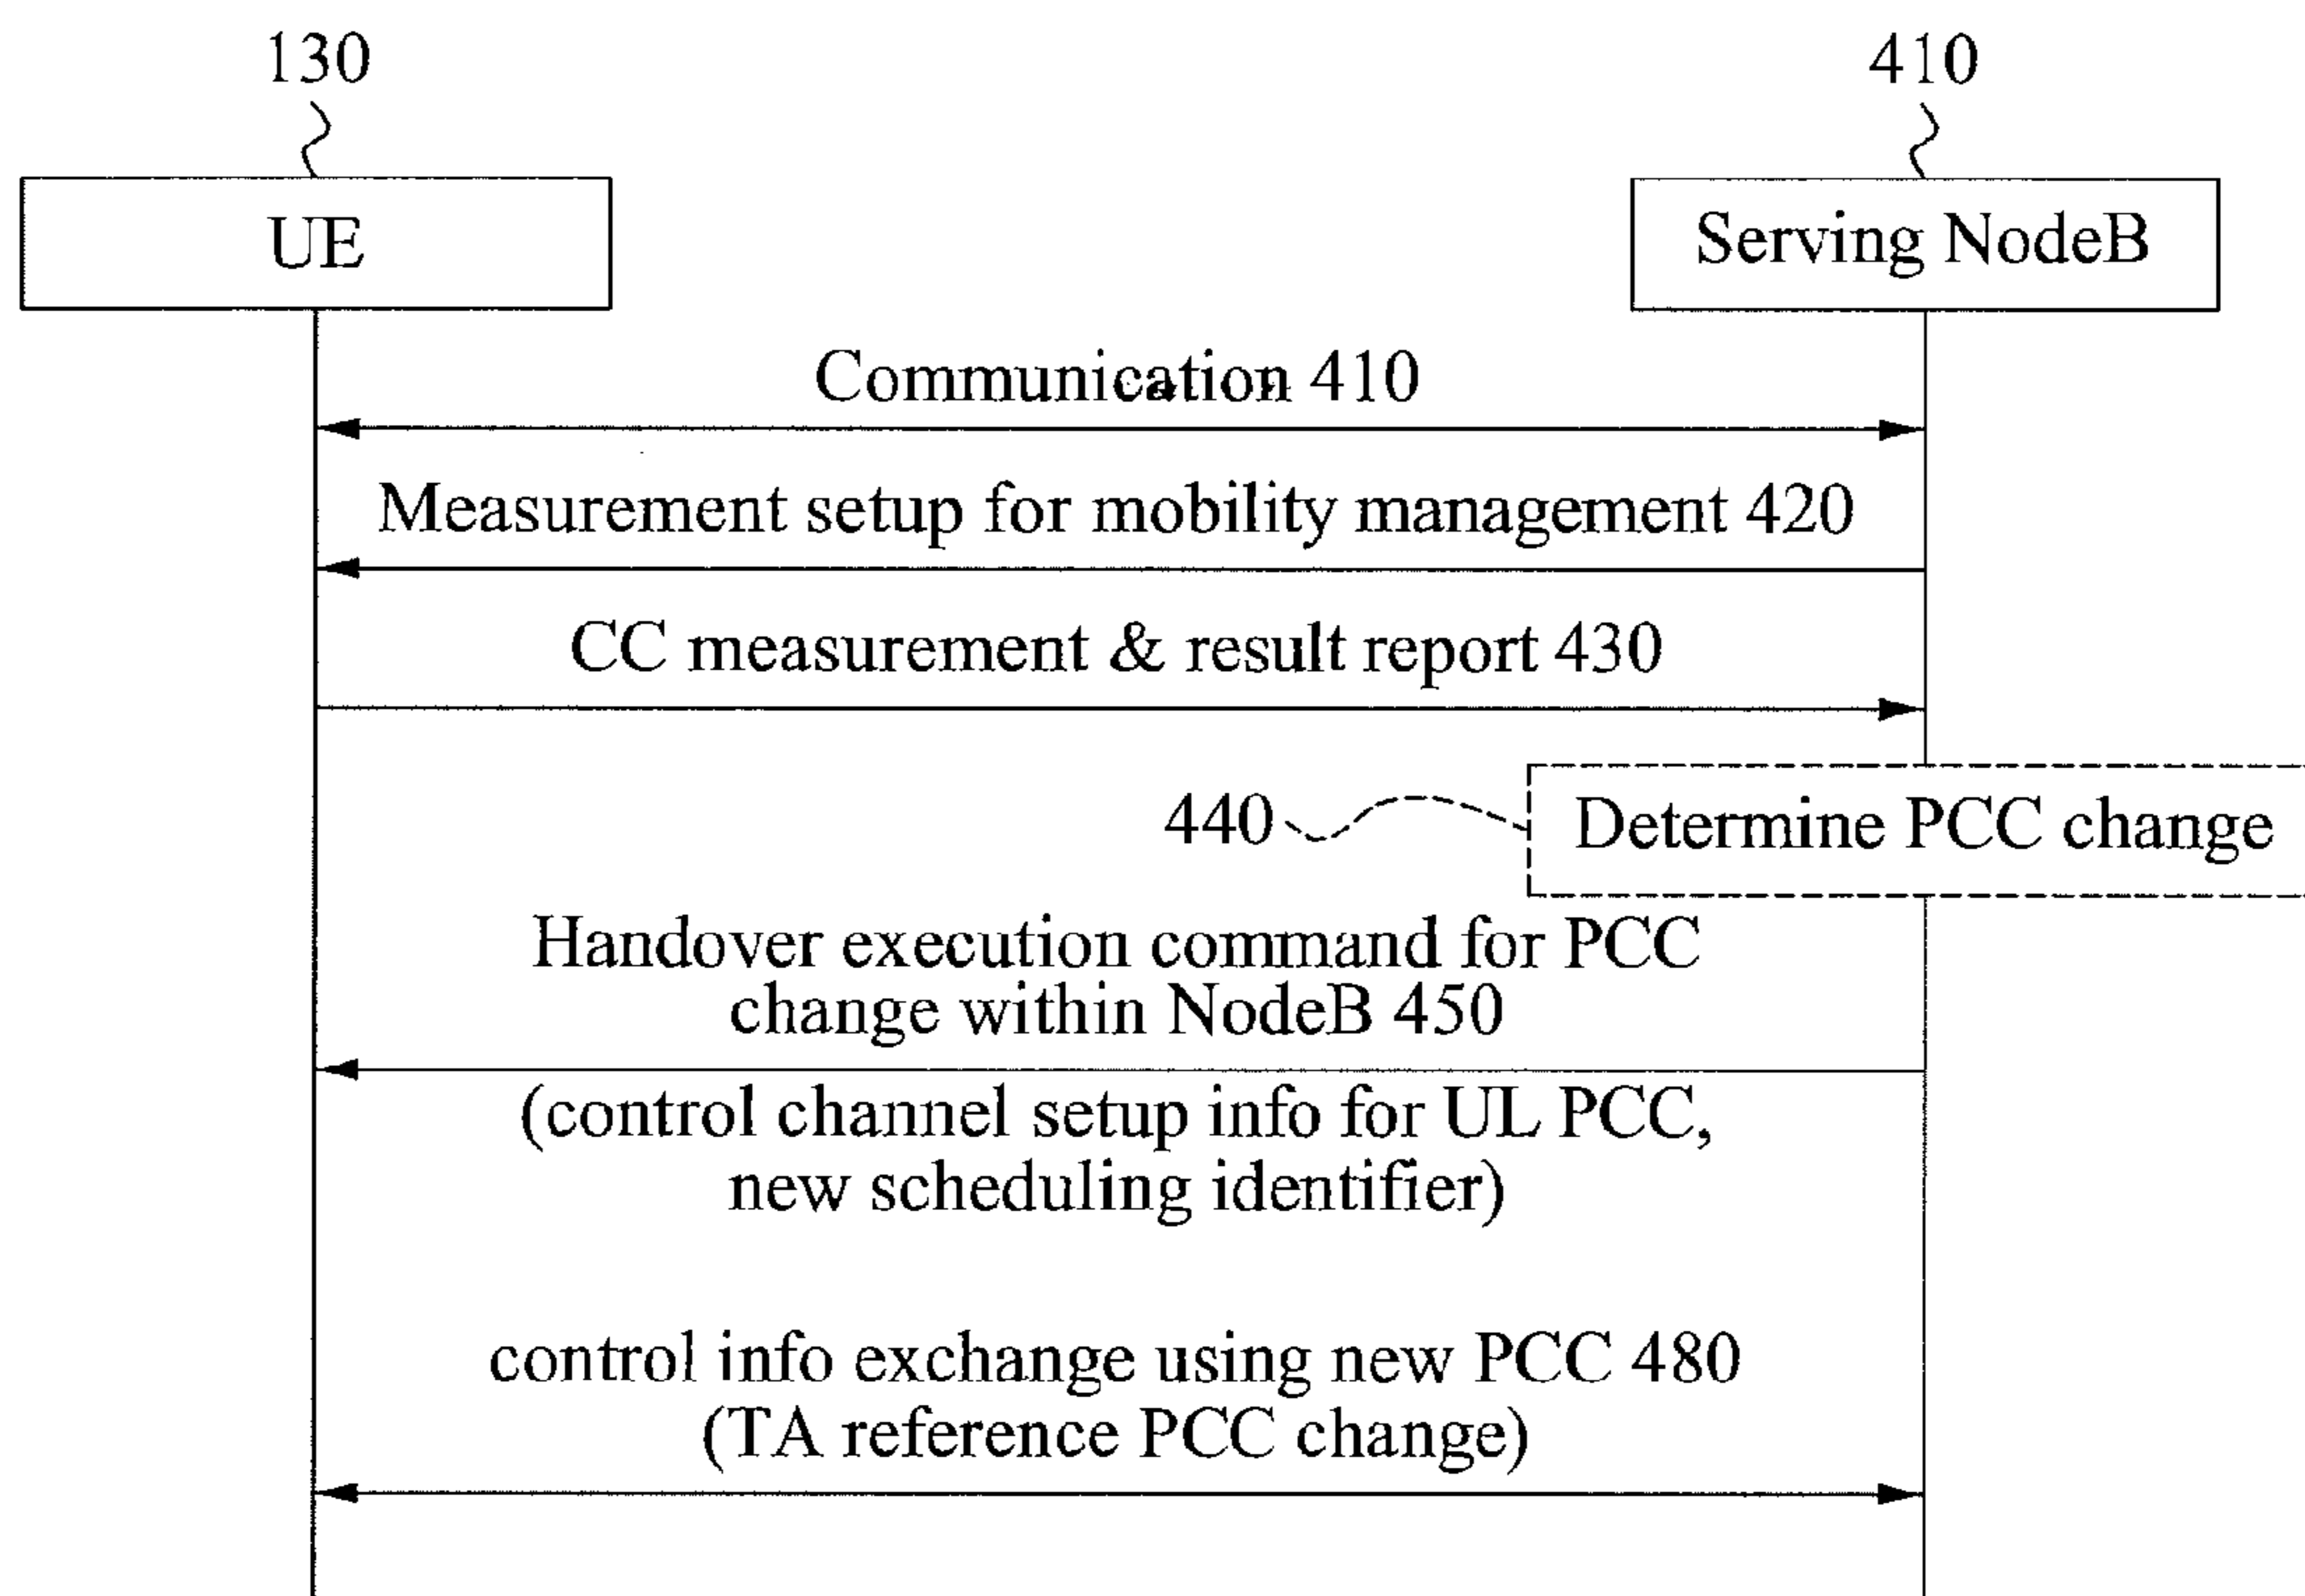 130
410
UE
Serving NodeB
Communication 410
Measurement setup for mobility management 420
CC measurement & result report 430
440
Determine PCC change
Handover execution command for PCC
change within NodeB 450
(control channel setup info for UL PCC,
new scheduling identifier)
control info exchange using new PCC 480
(TA reference PCC change)